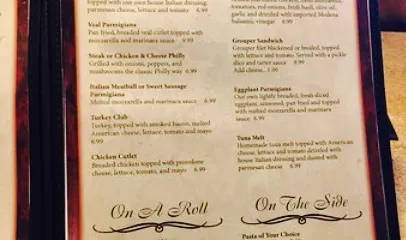 topped with our own house Italian dressing,
parmesan cheese, lettuce and tomato 6.99
Veal Parmigiana
Pan fried, breaded veal cutlet topped with
mozzarella and marinara sauce 6.99
Steak or Chicken & Cheese Philly
Grilled with onions, peppers, and
mushrooms the classic Philly way 6.99
Italian Meatball or Sweet Sausage
Parmigiana
Melted mozzarella and marinara sauce 6.99
Turkey Club
Turkey, topped with smoked bacon, melted
American cheese, lettuce, tomato and mayo
6.99
Chicken Cutlet
Breaded chicken topped with provolone
cheese, lettuce, tomato, and mayo 6.99
On A Roll
tomatoes, red onions, fresh basil, olive oil,
garlic and drizzled with imported Modena
balsamic vinegar 6.99
Grouper Sandwich
Grouper filet blackened or broiled, topped
with lettuce and tomato. Served with a pickle
slice and tarter sauce 9.99
Add cheese..1.00
Eggplant Parmigiana
Our own lightly breaded, fresh sliced
eggplant, seasoned, pan fried and topped
with melted mozzarella and marinara
sauce 6.99
Tuna Melt
Homemade tuna melt topped with American
cheese, lettuce and tomato drizzled with
house Italian dressing and dusted with
parmesan cheese 6.99
On The Side
Pasta of Your Choice